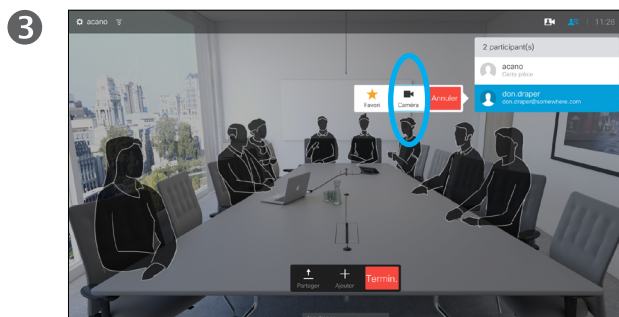 3
acano
11:26
2 participant(s)
acano
Cette pièce
don.draper
don.draper@somewhere.com
Favori
Caméra
Annuler
Partager
Ajouter
Termin.